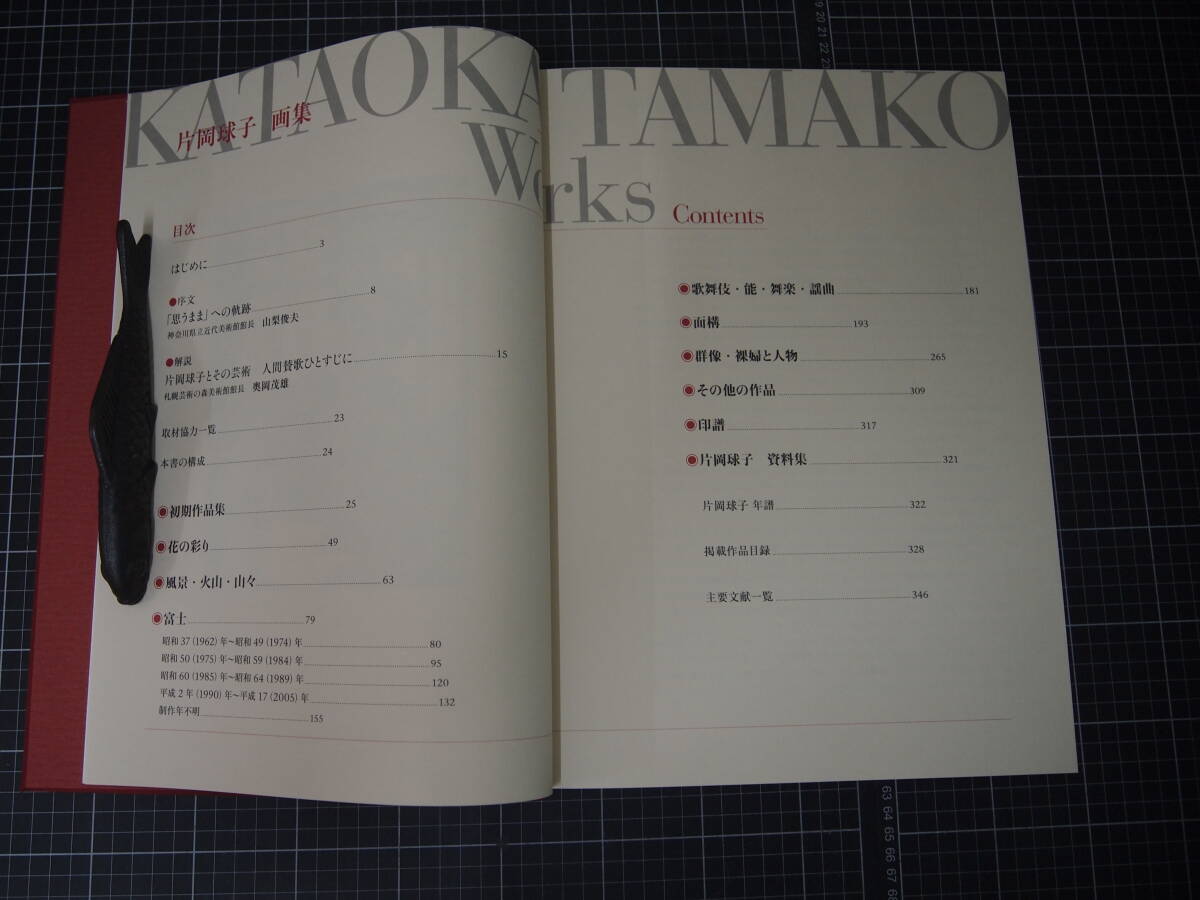 KATAOKA TAMAKO
片岡球子 画集
Works
Contents
目次
はじめに 3
●序文
「思うまま」への軌跡 8
神奈川県立近代美術館館長 山梨俊夫
●解説
片岡球子とその芸術 人間賛歌ひとすじに 15
札幌芸術の森美術館館長 奥岡茂雄
取材協力一覧 23
本書の構成 24
◉初期作品集 25
◉花の彩り 49
◉風景・火山・山々 63
◉富士 79
昭和37(1962)年〜昭和49(1974)年 80
昭和50(1975)年〜昭和59(1984)年 95
昭和60(1985)年〜昭和64(1989)年 120
平成2年(1990)年〜平成17(2005)年 132
制作年不明 155
◉歌舞伎・能・舞楽・謡曲 181
◉面構 193
◉群像・裸婦と人物 265
◉その他の作品 309
◉印譜 317
◉片岡球子 資料集 321
片岡球子 年譜 322
掲載作品目録 328
主要文献一覧 346
19 20 21 22
63 64 65 66 67 68